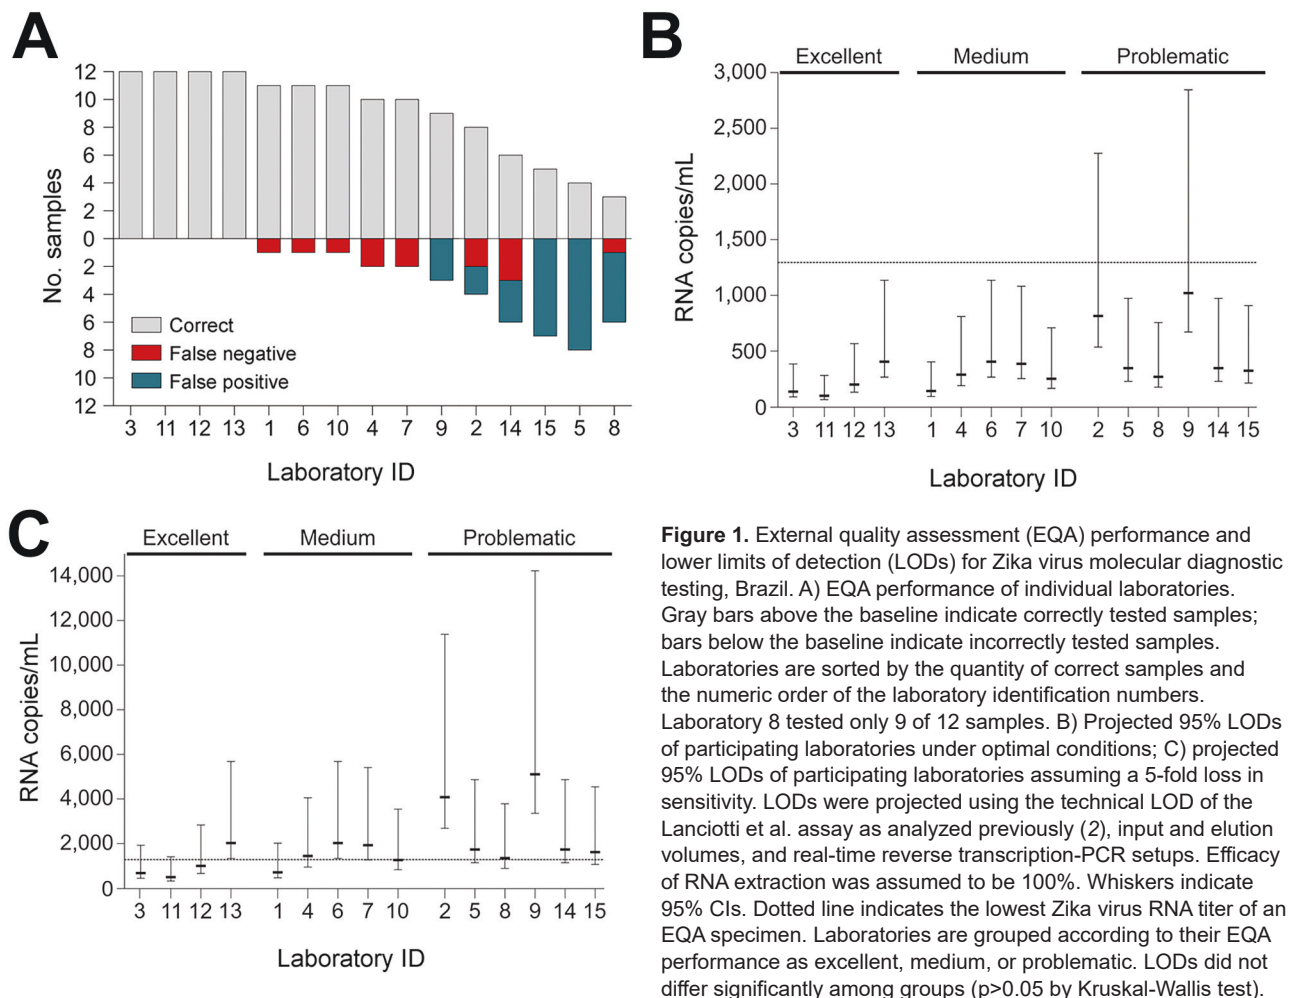 A
12
10
8
6
4
2
0
2
4
6
8
10
12
No. samples
Correct
False negative
False positive
3 11 12 13 1 6 10 4 7 9 2 14 15 5 8
Laboratory ID
B
Excellent Medium Problematic
3,000
2,500
2,000
1,500
1,000
500
0
RNA copies/mL
3 11 12 13 1 4 6 7 10 2 5 8 9 14 15
Laboratory ID
C
Excellent Medium Problematic
14,000
12,000
10,000
8,000
6,000
4,000
2,000
0
RNA copies/mL
3 11 12 13 1 4 6 7 10 2 5 8 9 14 15
Laboratory ID
Figure 1. External quality assessment (EQA) performance and
lower limits of detection (LODs) for Zika virus molecular diagnostic
testing, Brazil. A) EQA performance of individual laboratories.
Gray bars above the baseline indicate correctly tested samples;
bars below the baseline indicate incorrectly tested samples.
Laboratories are sorted by the quantity of correct samples and
the numeric order of the laboratory identification numbers.
Laboratory 8 tested only 9 of 12 samples. B) Projected 95% LODs
of participating laboratories under optimal conditions; C) projected
95% LODs of participating laboratories assuming a 5-fold loss in
sensitivity. LODs were projected using the technical LOD of the
Lanciotti et al. assay as analyzed previously (2), input and elution
volumes, and real-time reverse transcription-PCR setups. Efficacy
of RNA extraction was assumed to be 100%. Whiskers indicate
95% CIs. Dotted line indicates the lowest Zika virus RNA titer of an
EQA specimen. Laboratories are grouped according to their EQA
performance as excellent, medium, or problematic. LODs did not
differ significantly among groups (p>0.05 by Kruskal-Wallis test).